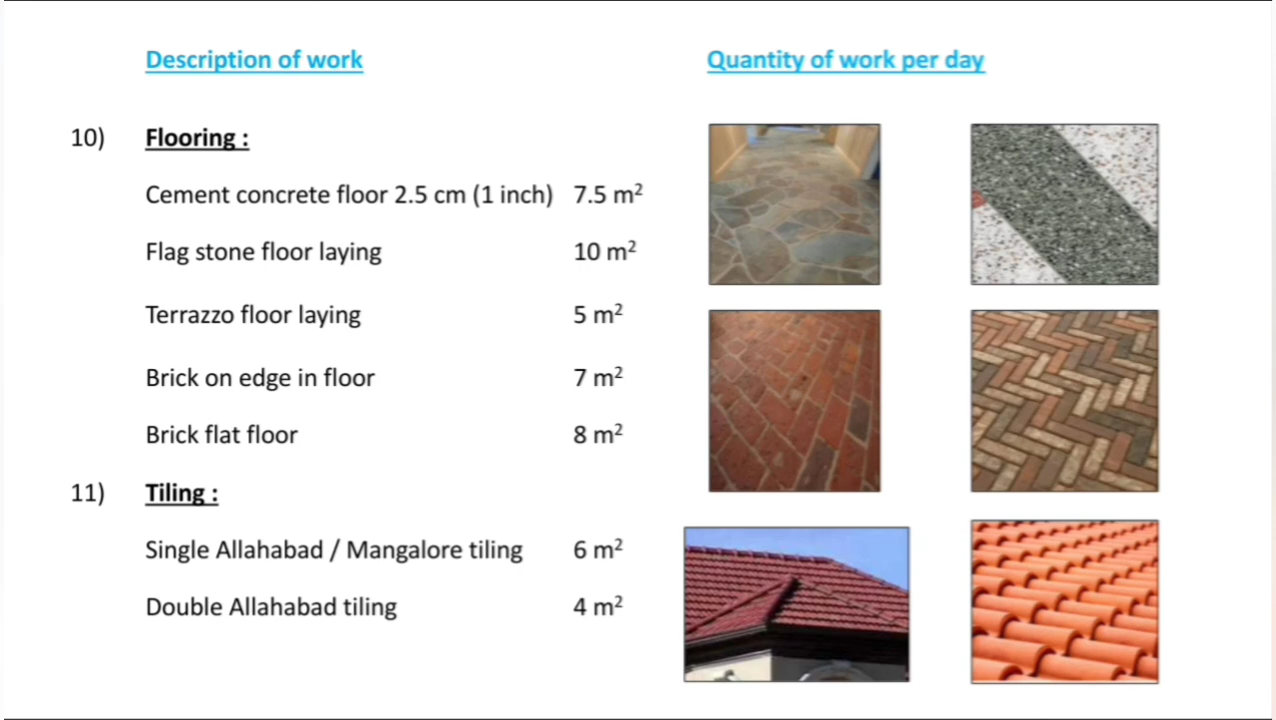 Description of work Quantity of work per day
10) Flooring :
Cement concrete floor 2.5 cm (1 inch) 7.5 m²
Flag stone floor laying 10 m²
Terrazzo floor laying 5 m²
Brick on edge in floor 7 m²
Brick flat floor 8 m²
11) Tiling :
Single Allahabad / Mangalore tiling 6 m²
Double Allahabad tiling 4 m²